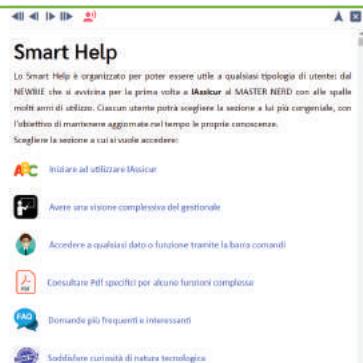 Smart Help
Lo Smart Help è organizzato per poter essere utile a qualsiasi tipologia di utente: dal
NEWBIE che si avvicina per la prima volta a IAssicur al MASTER NERD con alle spalle
molti anni di utilizzo. Ciascun utente potrà scegliere la sezione a lui più congeniale, con
l'obiettivo di mantenere aggiornate nel tempo le proprie conoscenze.
Scegliere la sezione a cui si vuole accedere:
ABC Iniziare ad utilizzare IAssicur
Avere una visione complessiva del gestionale
Accedere a qualsiasi dato o funzione tramite la barra comandi
PDF Consultare Pdf specifici per alcune funzioni complesse
FAQ Domande più frequenti e interessanti
Soddisfare curiosità di natura tecnologica